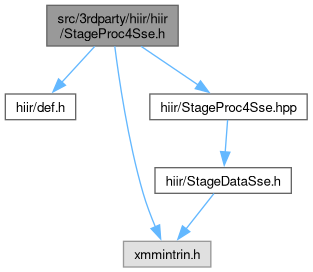 src/3rdparty/hiir/hiir
/StageProc4Sse.h
hiir/def.h
hiir/StageProc4Sse.hpp
hiir/StageDataSse.h
xmmintrin.h